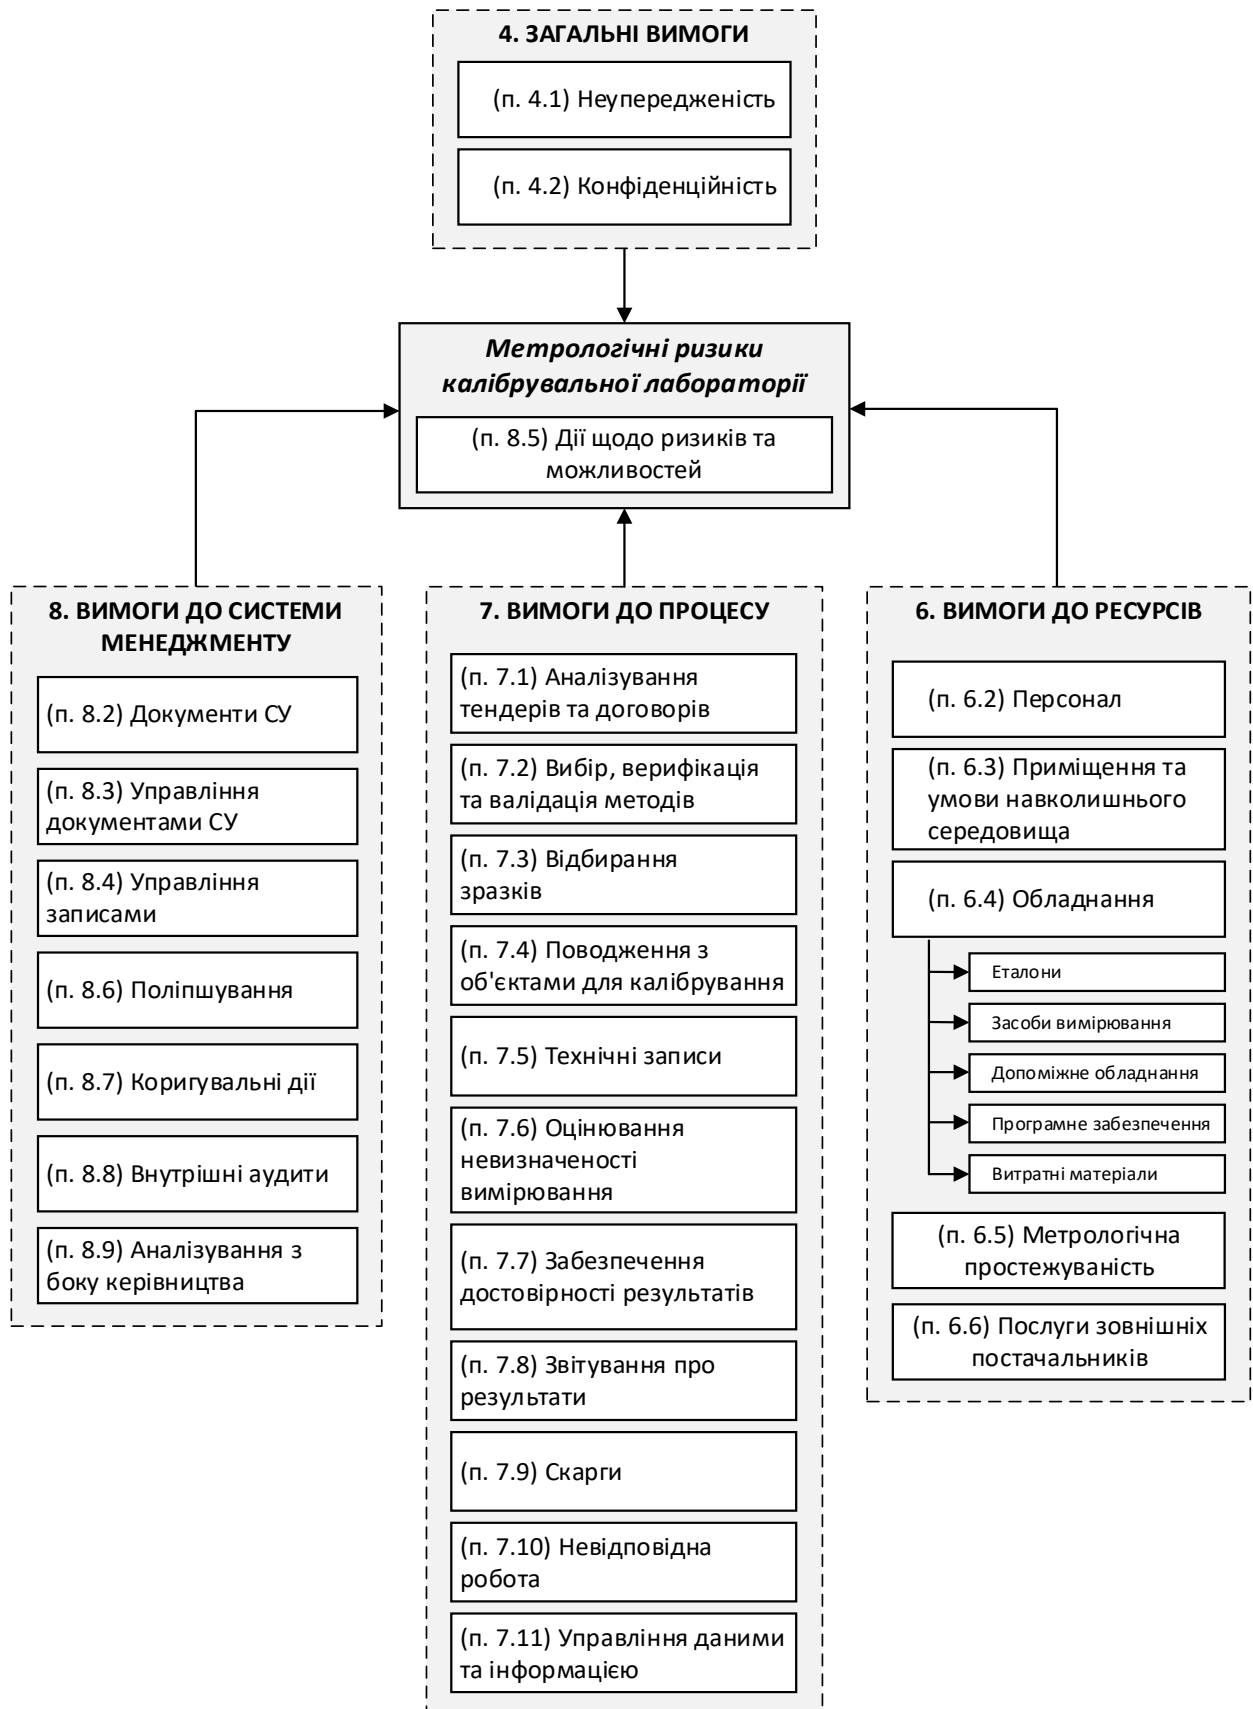 4. ЗАГАЛЬНІ ВИМОГИ
(п. 4.1) Неупередженість
(п. 4.2) Конфіденційність
Метрологічні ризики
калібрувальної лабораторії
(п. 8.5) Дії щодо ризиків та
можливостей
8. ВИМОГИ ДО СИСТЕМИ
МЕНЕДЖМЕНТУ
(п. 8.2) Документи СУ
(п. 8.3) Управління
документами СУ
(п. 8.4) Управління
записами
(п. 8.6) Поліпшування
(п. 8.7) Коригувальні дії
(п. 8.8) Внутрішні аудити
(п. 8.9) Аналізування з
боку керівництва
7. ВИМОГИ ДО ПРОЦЕСУ
(п. 7.1) Аналізування
тендерів та договорів
(п. 7.2) Вибір, верифікація
та валідація методів
(п. 7.3) Відбирання
зразків
(п. 7.4) Поводження з
об'єктами для калібрування
(п. 7.5) Технічні записи
(п. 7.6) Оцінювання
невизначеності
вимірювання
(п. 7.7) Забезпечення
достовірності результатів
(п. 7.8) Звітування про
результати
(п. 7.9) Скарги
(п. 7.10) Невідповідна
робота
(п. 7.11) Управління даними
та інформацією
6. ВИМОГИ ДО РЕСУРСІВ
(п. 6.2) Персонал
(п. 6.3) Приміщення та
умови навколишнього
середовища
(п. 6.4) Обладнання
Еталони
Засоби вимірювання
Допоміжне обладнання
Програмне забезпечення
Витратні матеріали
(п. 6.5) Метрологічна
простежуваність
(п. 6.6) Послуги зовнішніх
постачальників